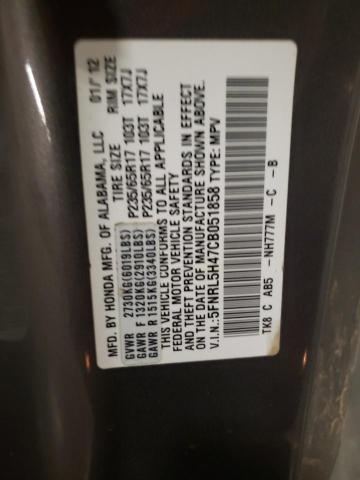 MFD. BY HONDA MFG. OF ALABAMA, LLC 01/'12
TIRE SIZE RIM SIZE
GVWR 2730KG(6019LBS)
GAWR F 1320KG(2910LBS) P235/65R17 103T 17X7J
GAWR R 1515KG(3340LBS) P235/65R17 103T 17X7J
THIS VEHICLE CONFORMS TO ALL APPLICABLE
FEDERAL MOTOR VEHICLE SAFETY
AND THEFT PREVENTION STANDARDS IN EFFECT
ON THE DATE OF MANUFACTURE SHOWN ABOVE.
V.I.N.:5FNRL5H47CB051858 TYPE: MPV
TK8 C AB5 -NH777M -C -B